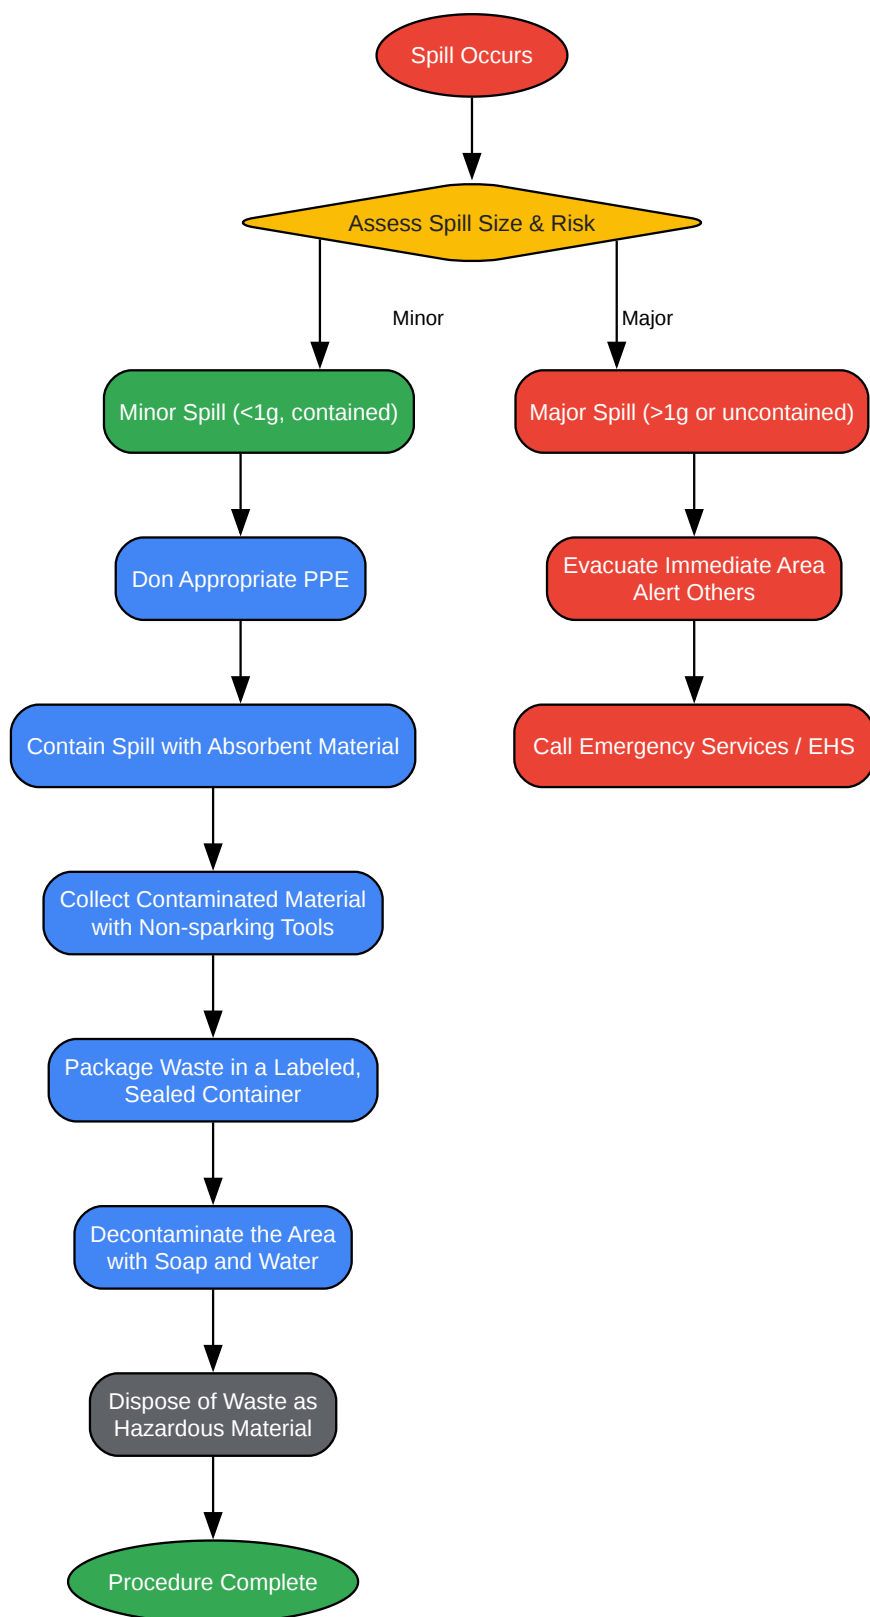 Spill Occurs
Assess Spill Size & Risk
Minor
Major
Minor Spill (<1g, contained)
Major Spill (>1g or uncontained)
Don Appropriate PPE
Evacuate Immediate Area
Alert Others
Contain Spill with Absorbent Material
Call Emergency Services / EHS
Collect Contaminated Material
with Non-sparking Tools
Package Waste in a Labeled,
Sealed Container
Decontaminate the Area
with Soap and Water
Dispose of Waste as
Hazardous Material
Procedure Complete